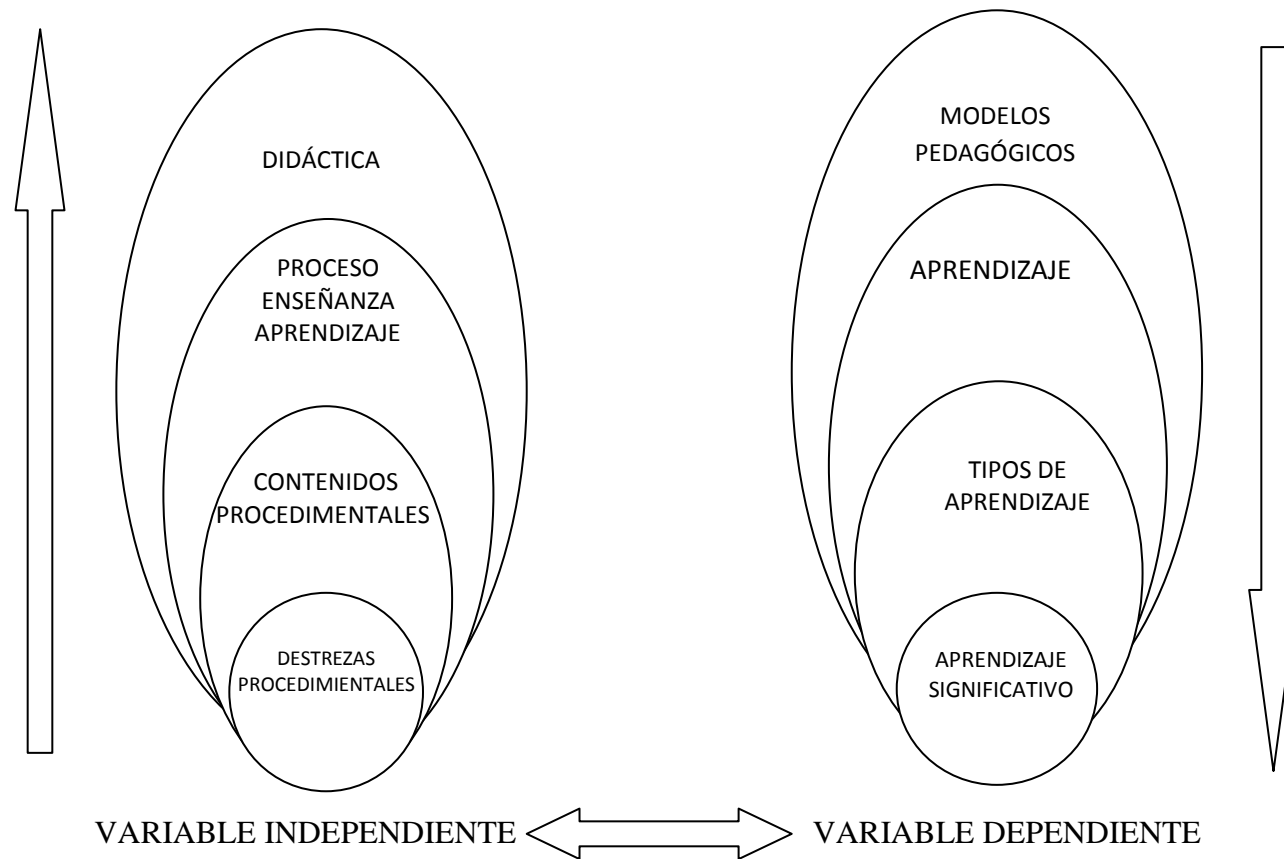 DIDÁCTICA
PROCESO
ENSEÑANZA
APRENDIZAJE
CONTENIDOS
PROCEDIMENTALES
DESTREZAS
PROCEDIMIENTALES
VARIABLE INDEPENDIENTE
MODELOS
PEDAGÓGICOS
APRENDIZAJE
TIPOS DE
APRENDIZAJE
APRENDIZAJE
SIGNIFICATIVO
VARIABLE DEPENDIENTE